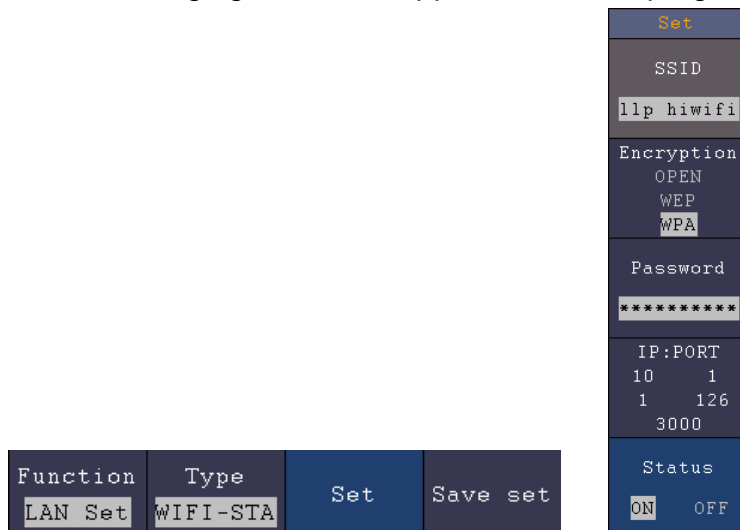 Set
SSID
llp hiwifi
Encryption
OPEN
WEP
WPA
Password
**********
IP:PORT
10 1
1 126
3000
Status
ON OFF
Function Type Set Save set
LAN Set WIFI-STA